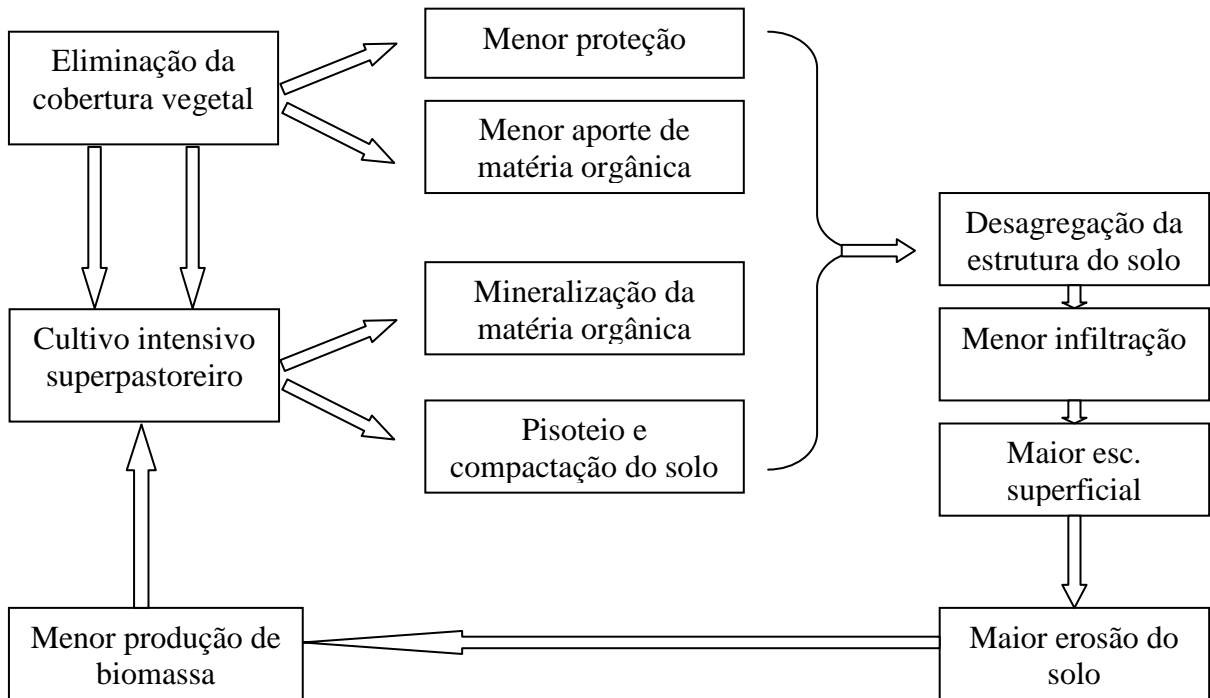 Eliminação da
cobertura vegetal
Menor proteção
Menor aporte de
matéria orgânica
Cultivo intensivo
superpastoreiro
Mineralização da
matéria orgânica
Pisoteio e
compactação do solo
Desagregação da
estrutura do solo
Menor infiltração
Maior esc.
superficial
Maior erosão do
solo
Menor produção de
biomassa